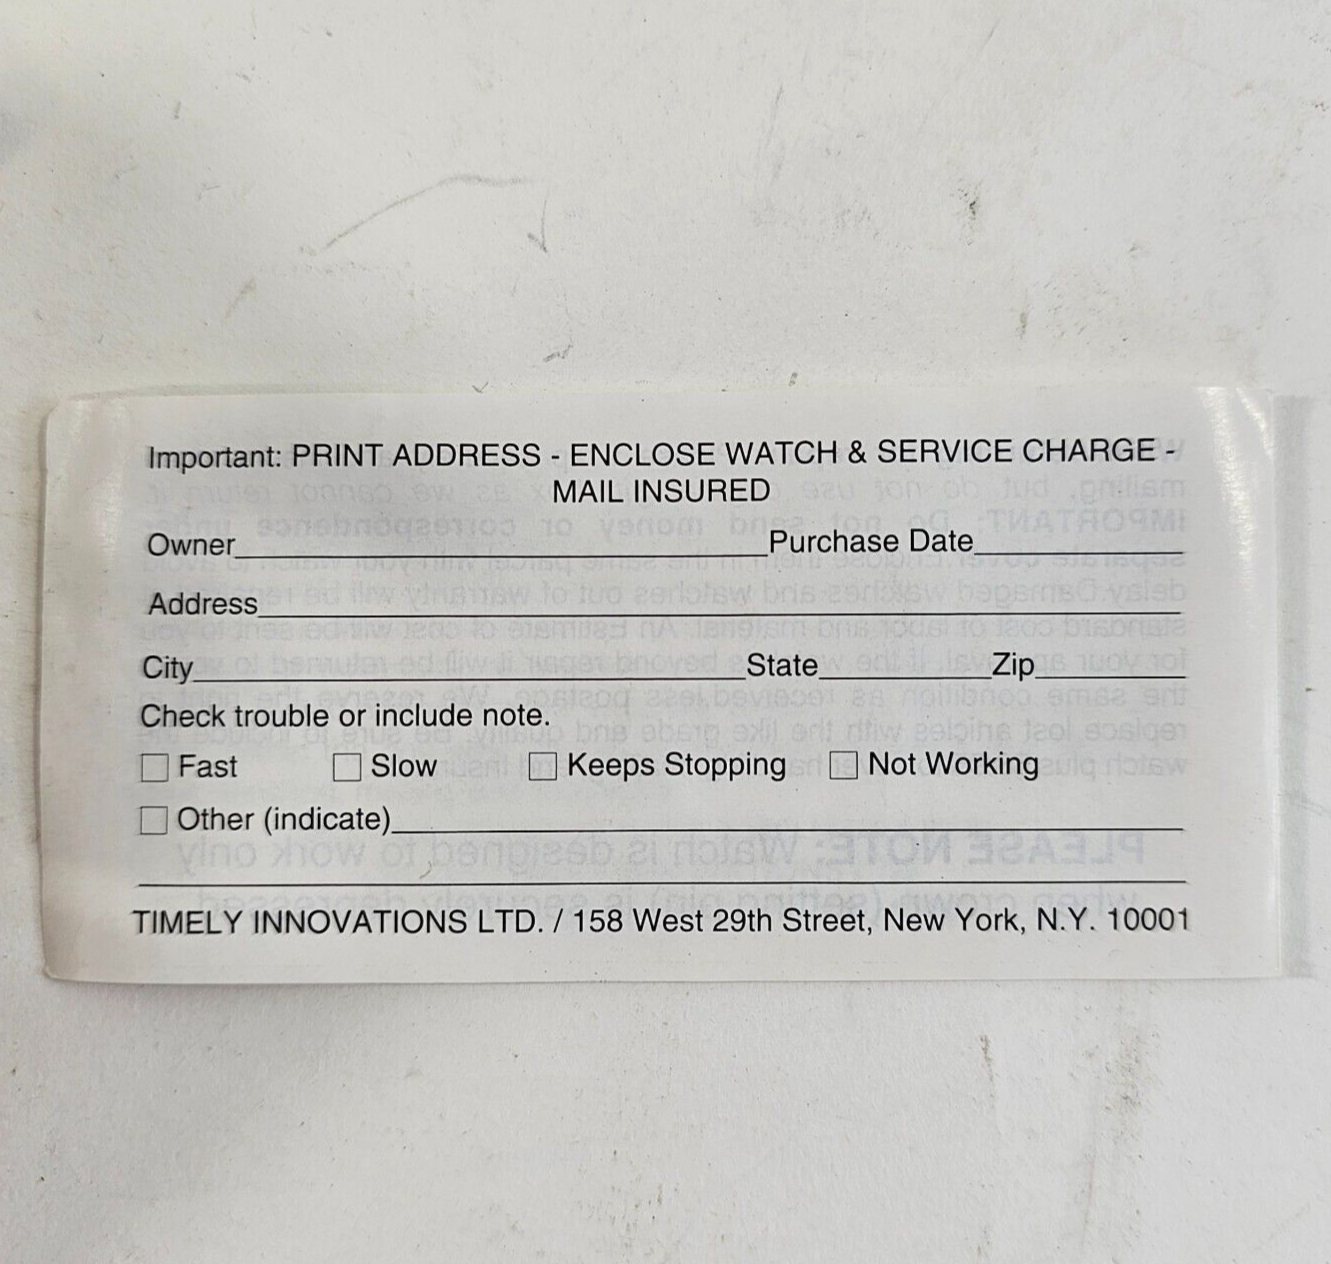 Important: PRINT ADDRESS - ENCLOSE WATCH & SERVICE CHARGE -
MAIL INSURED
Owner Purchase Date
Address
City State Zip
Check trouble or include note.
Fast Slow Keeps Stopping Not Working
Other (indicate)
TIMELY INNOVATIONS LTD. / 158 West 29th Street, New York, N.Y. 10001